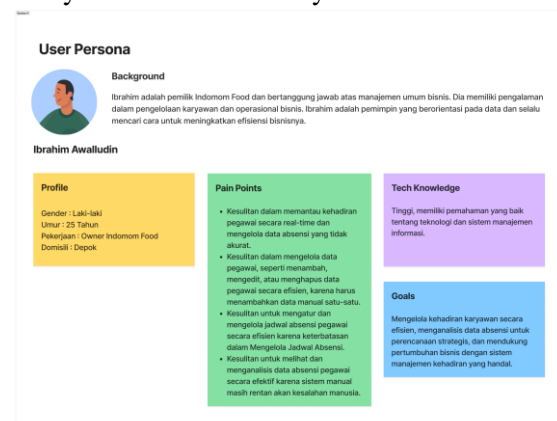 User Persona
Background
Ibrahim adalah pemilik Indomom Food dan bertanggung jawab atas manajemen umum bisnis. Dia memiliki pengalaman
dalam pengelolaan karyawan dan operasional bisnis. Ibrahim adalah pemimpin yang berorientasi pada data dan selalu
mencari cara untuk meningkatkan efisiensi bisnisnya.
Ibrahim Awalludin
Profile
Gender : Laki-laki
Umur : 25 Tahun
Pekerjaan : Owner Indomom Food
Domisili : Depok
Pain Points
• Kesulitan dalam memantau kehadiran
pegawai secara real-time dan
mengelola data absensi yang tidak
akurat.
• Kesulitan dalam mengelola data
pegawai, seperti menambah,
mengedit, atau menghapus data
pegawai secara efisien, karena harus
menambahkan data manual satu-satu.
• Kesulitan untuk mengatur dan
mengelola jadwal absensi pegawai
secara efisien karena keterbatasan
dalam Mengelola Jadwal Absensi.
• Kesulitan untuk melihat dan
menganalisis data absensi pegawai
secara efektif karena sistem manual
masih rentan akan kesalahan manusia.
Tech Knowledge
Tinggi, memiliki pemahaman yang baik
tentang teknologi dan sistem manajemen
informasi.
Goals
Mengelola kehadiran karyawan secara
efisien, menganalisis data absensi untuk
perencanaan strategis, dan mendukung
pertumbuhan bisnis dengan sistem
manajemen kehadiran yang handal.